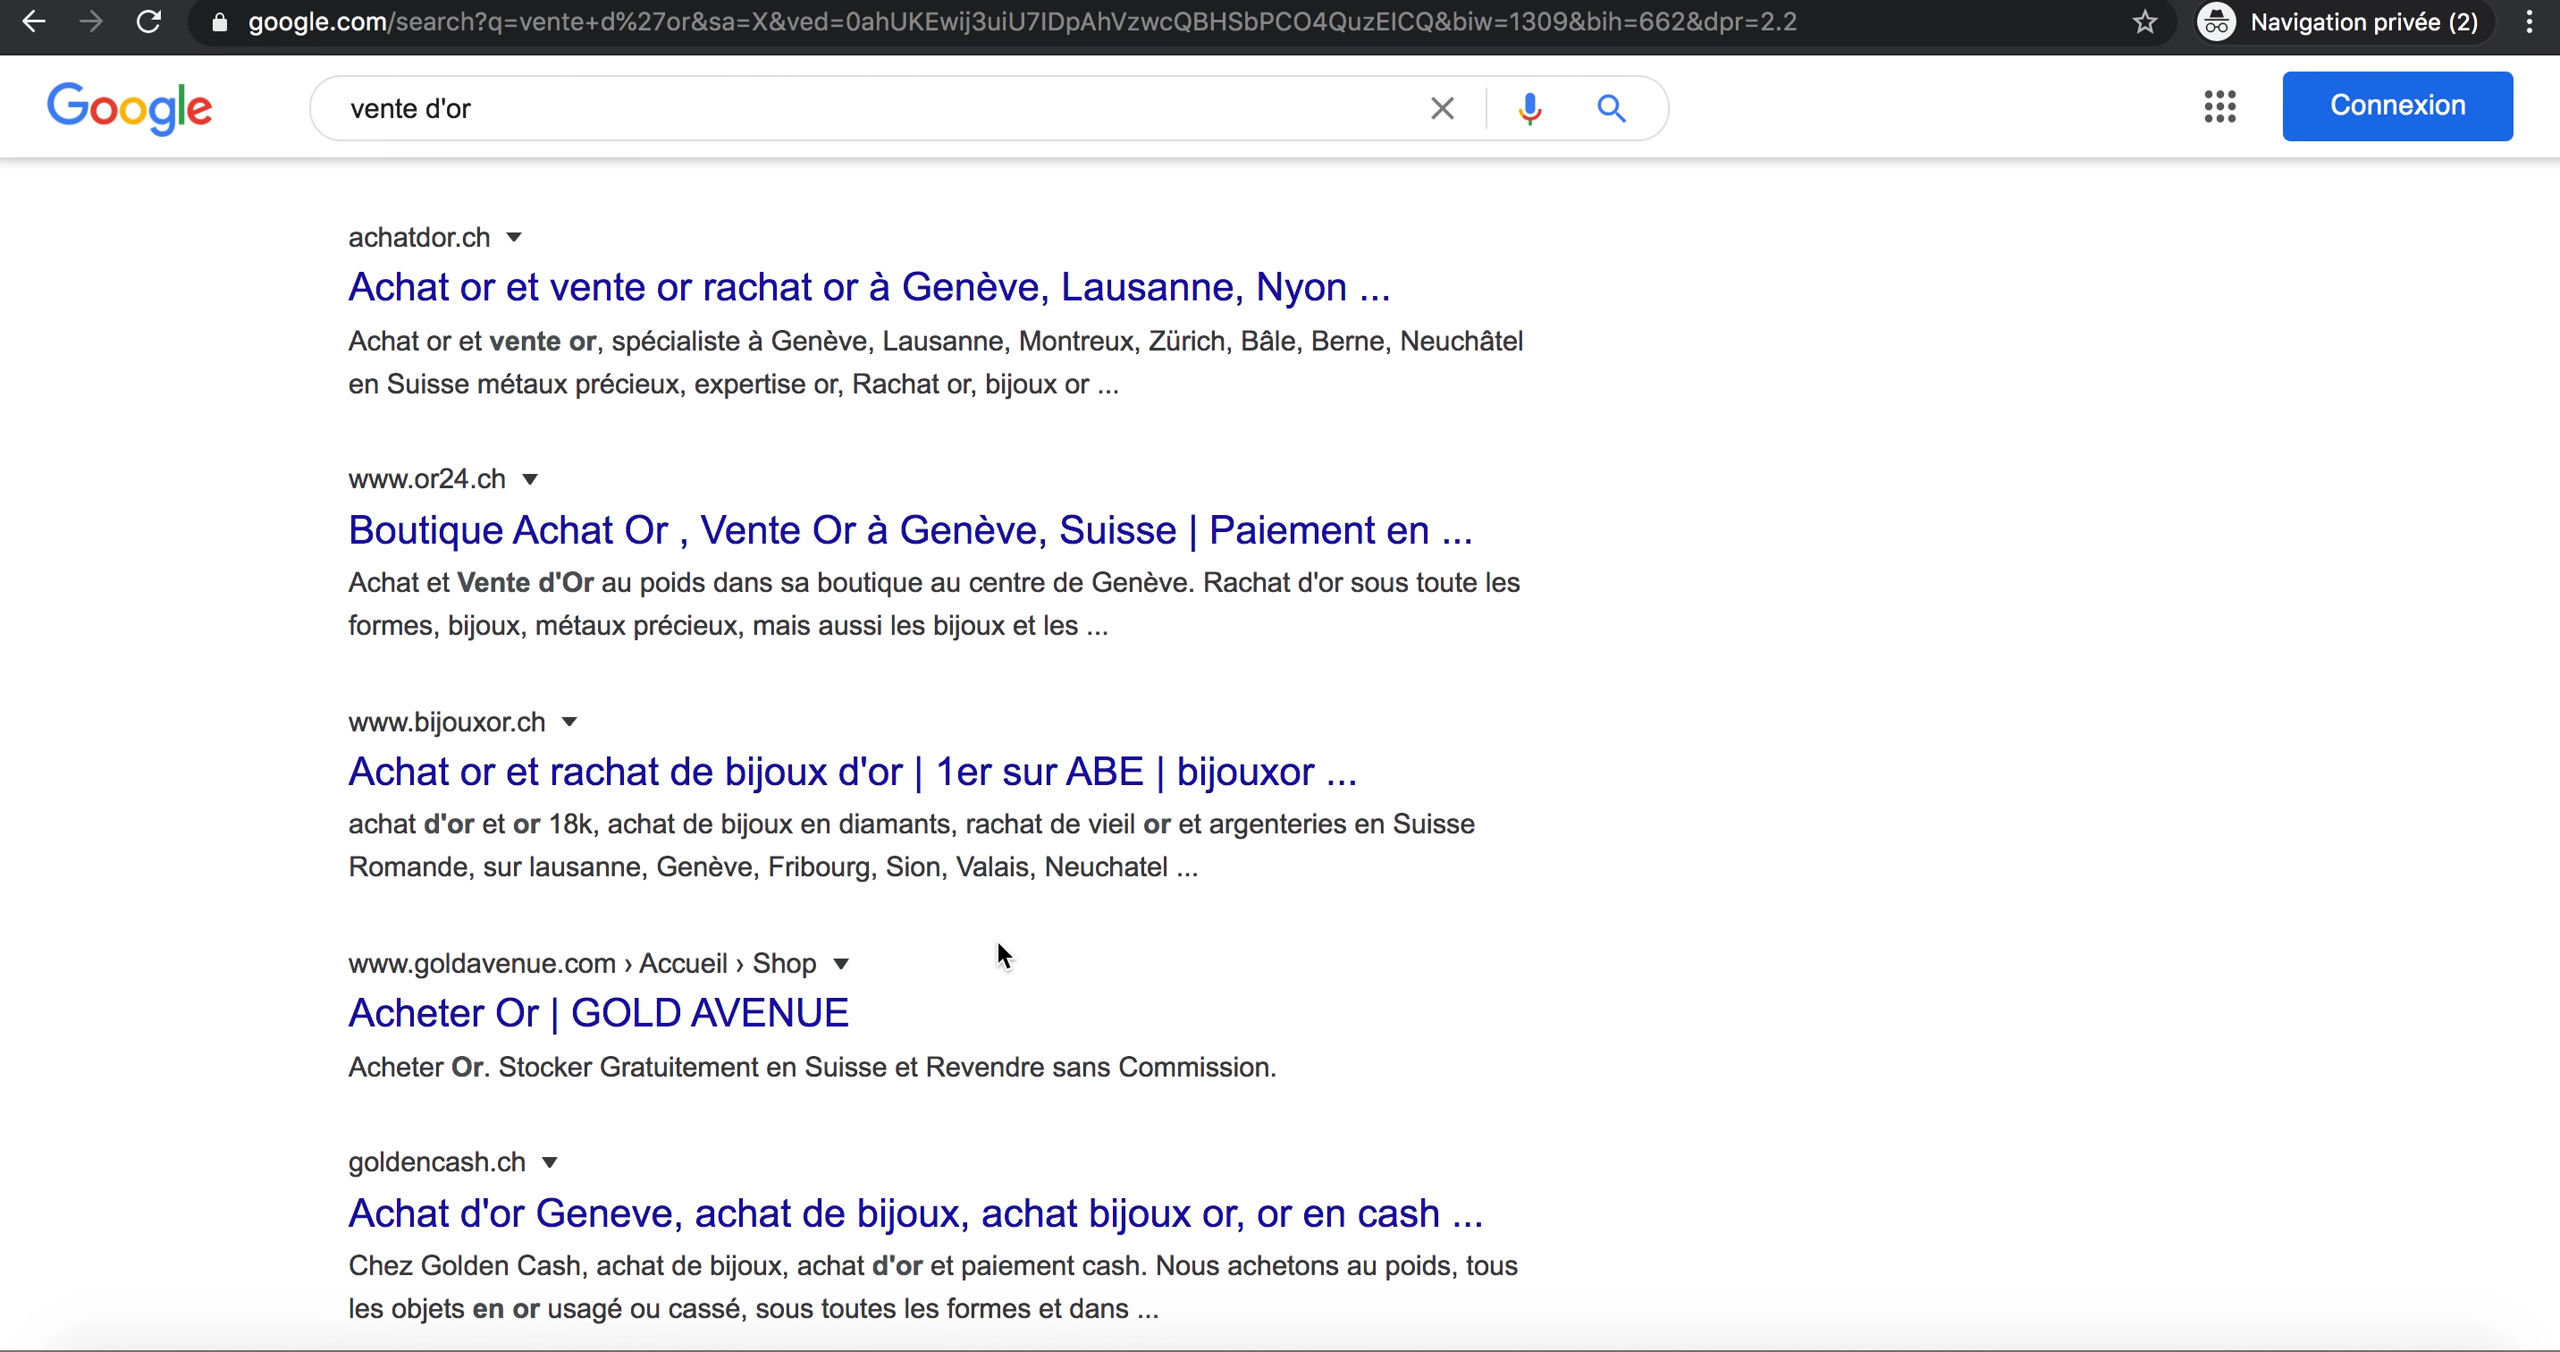 google.com/search?q=vente+d%27or&sa=X&ved=0ahUKEwij3uiU7IDpAhVzwcQBHSbPCO4QuzEICQ&biw=1309&bih=662&dpr=2.2
Navigation privée (2)
Google
vente d'or
Connexion
achatdor.ch
Achat or et vente or rachat or à Genève, Lausanne, Nyon ...
Achat or et vente or, spécialiste à Genève, Lausanne, Montreux, Zürich, Bâle, Berne, Neuchâtel
en Suisse métaux précieux, expertise or, Rachat or, bijoux or ...
www.or24.ch
Boutique Achat Or , Vente Or à Genève, Suisse | Paiement en ...
Achat et Vente d'Or au poids dans sa boutique au centre de Genève. Rachat d'or sous toute les
formes, bijoux, métaux précieux, mais aussi les bijoux et les ...
www.bijouxor.ch
Achat or et rachat de bijoux d'or | 1er sur ABE | bijouxor ...
achat d'or et or 18k, achat de bijoux en diamants, rachat de vieil or et argenteries en Suisse
Romande, sur lausanne, Genève, Fribourg, Sion, Valais, Neuchatel ...
www.goldavenue.com › Accueil › Shop
Acheter Or | GOLD AVENUE
Acheter Or. Stocker Gratuitement en Suisse et Revendre sans Commission.
goldencash.ch
Achat d'or Geneve, achat de bijoux, achat bijoux or, or en cash ...
Chez Golden Cash, achat de bijoux, achat d'or et paiement cash. Nous achetons au poids, tous
les objets en or usagé ou cassé, sous toutes les formes et dans ...